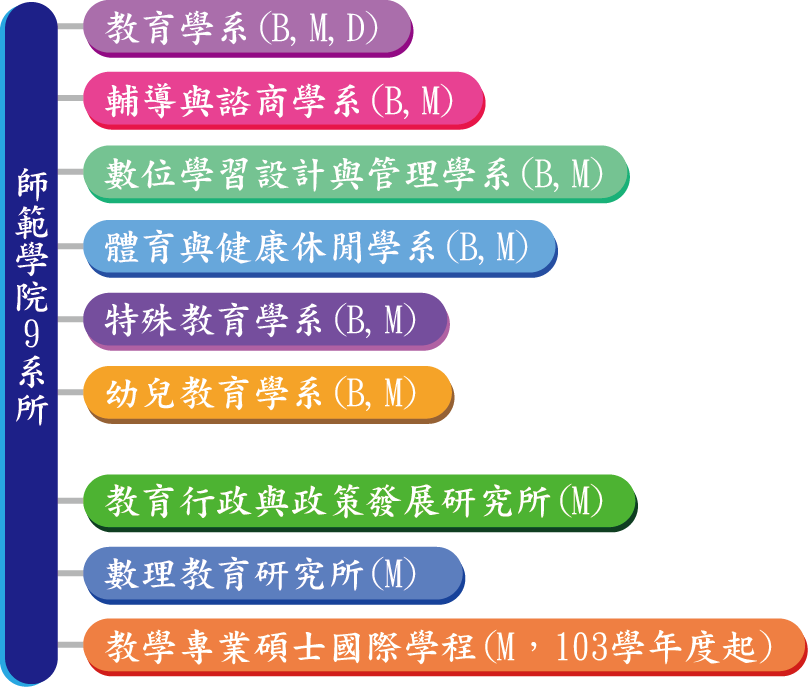 師範學院9系所
教育學系(B, M, D)
輔導與諮商學系(B, M)
數位學習設計與管理學系(B, M)
體育與健康休閒學系(B, M)
特殊教育學系(B, M)
幼兒教育學系(B, M)
教育行政與政策發展研究所(M)
數理教育研究所(M)
教學專業碩士國際學程(M，103學年度起)